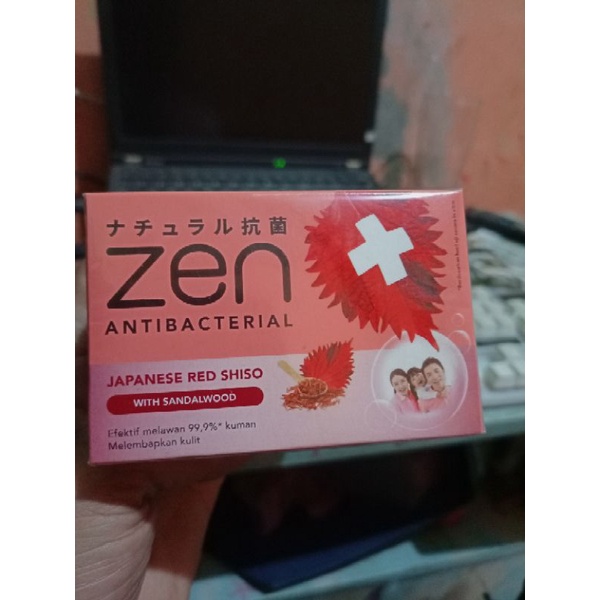 ナチュラル抗菌
zen
ANTIBACTERIAL
JAPANESE RED SHISO
WITH SANDALWOOD
Efektif melawan 99,9%* kuman
Melembapkan kulit